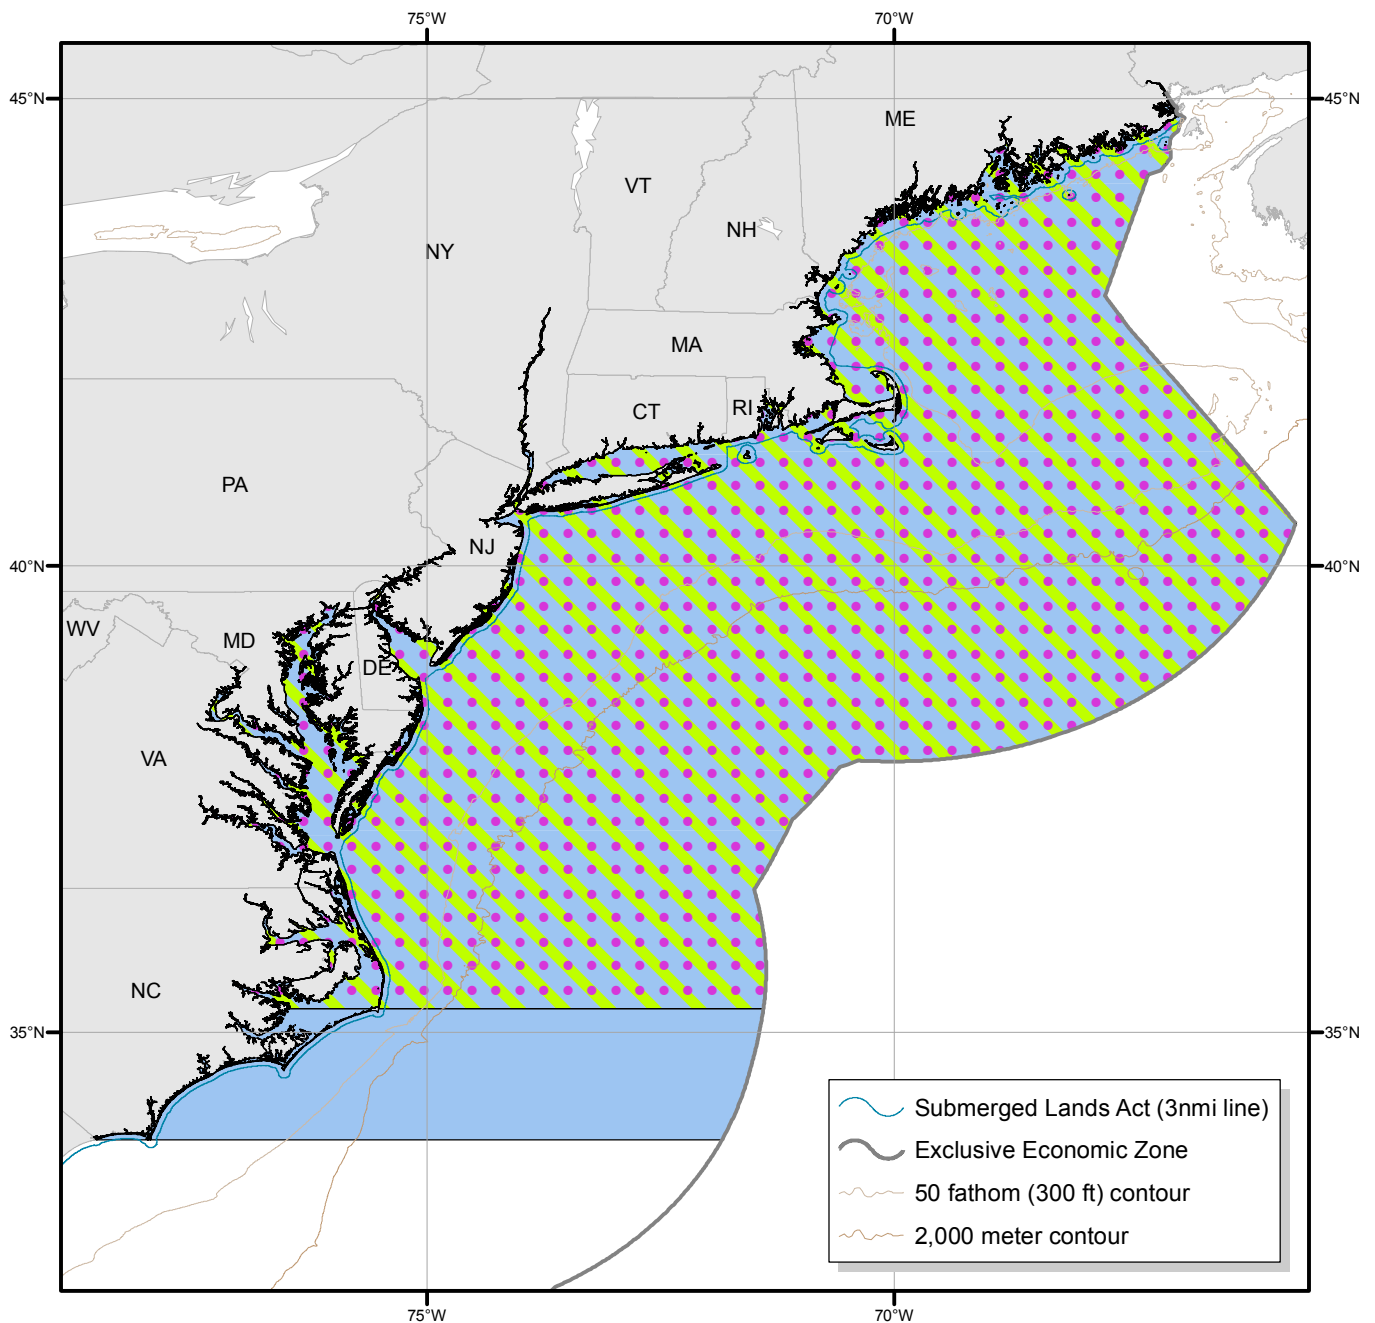 75°W 70°W
45°N 45°N
ME
VT
NH
NY
MA
CT RI
PA
NJ
40°N 40°N
WV
MD
DE
VA
NC
35°N 35°N
Submerged Lands Act (3nmi line)
Exclusive Economic Zone
50 fathom (300 ft) contour
2,000 meter contour
75°W 70°W